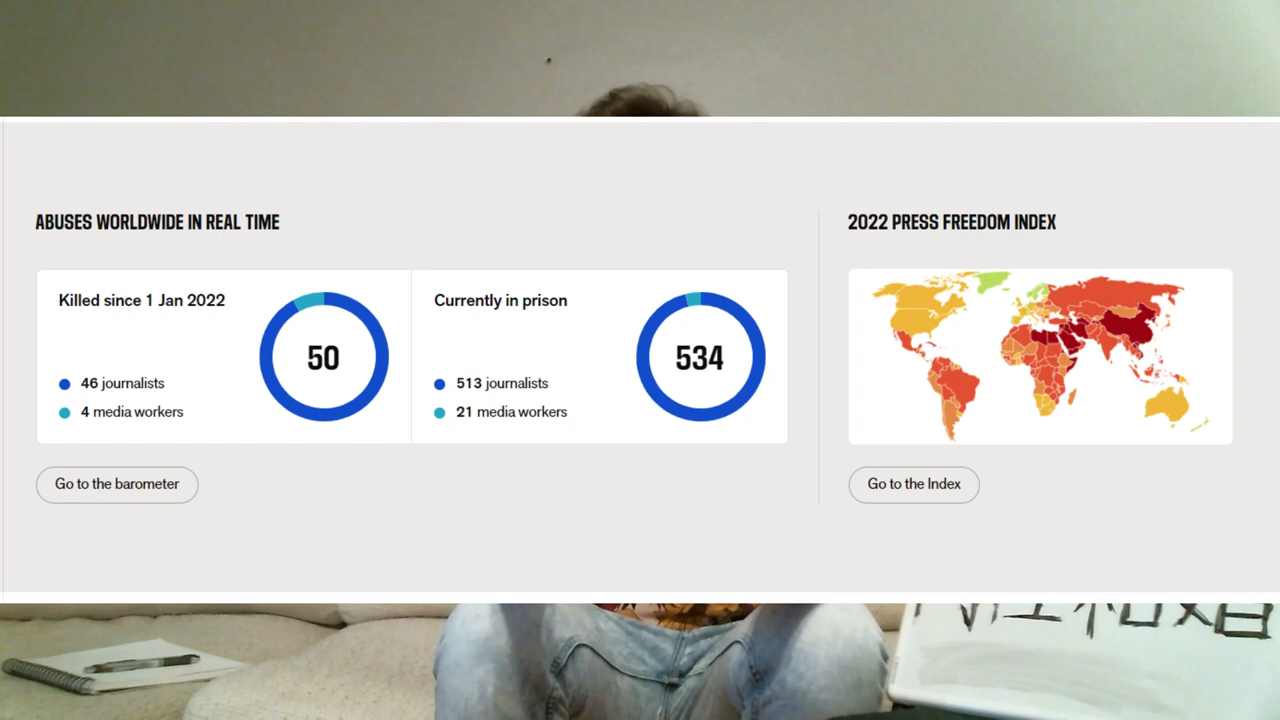 ABUSES WORLDWIDE IN REAL TIME
Killed since 1 Jan 2022
50
46 journalists
4 media workers
Currently in prison
534
513 journalists
21 media workers
Go to the barometer
2022 PRESS FREEDOM INDEX
Go to the Index